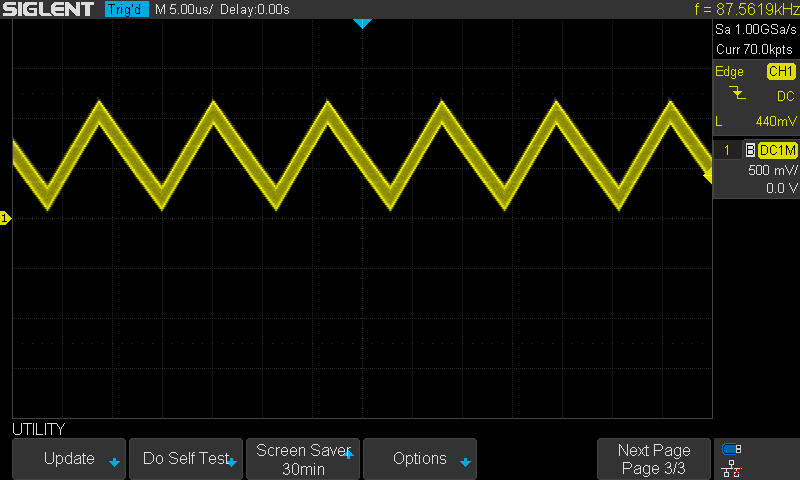 SIGLENT Trig'd M 5.00us/ Delay:0.00s f = 87.5619kHz
Sa 1.00GSa/s
Curr 70.0kpts
Edge CH1
DC
L 440mV
1 B DC1M
500 mV/
0.0 V
1
UTILITY
Update Do Self Test Screen Saver Options Next Page
30min Page 3/3